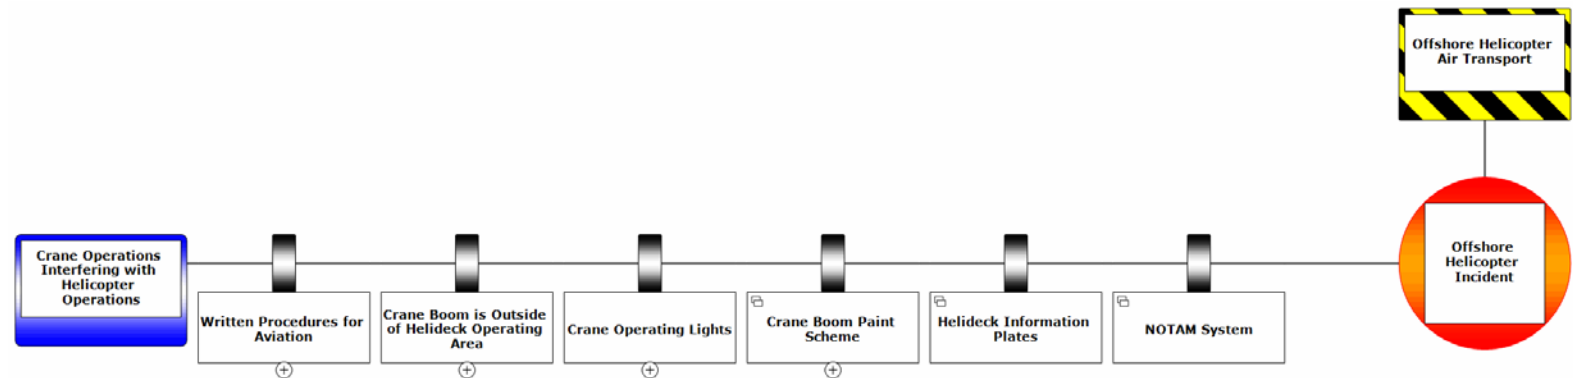 Offshore Helicopter
Air Transport
Crane Operations
Interfering with
Helicopter
Operations
Written Procedures for
Aviation
Crane Boom is Outside
of Helideck Operating
Area
Crane Operating Lights
Crane Boom Paint
Scheme
Helideck Information
Plates
NOTAM System
Offshore
Helicopter
Incident